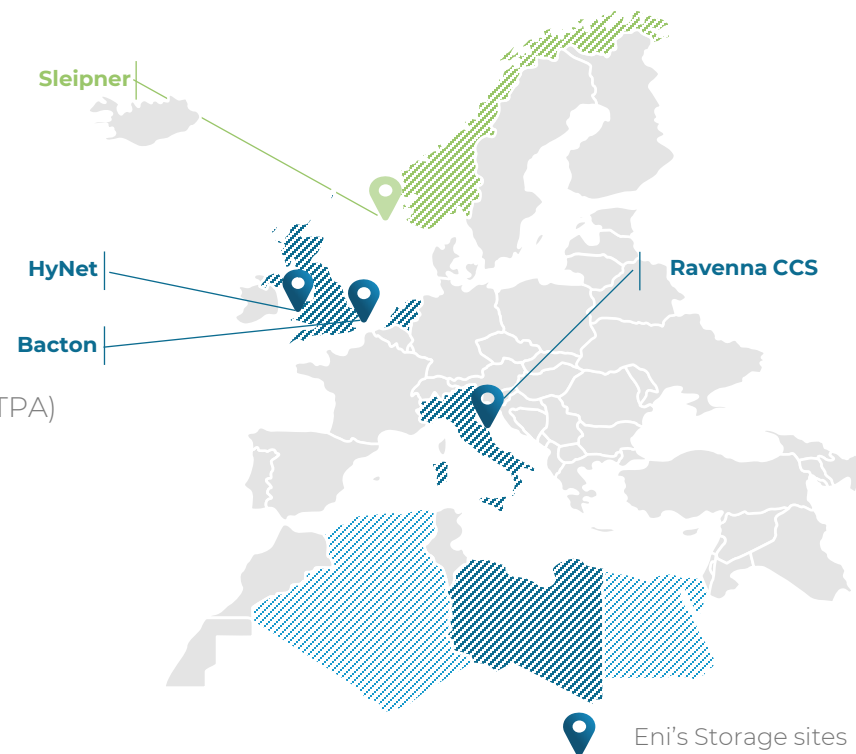 Sleipner
HyNet
Ravenna CCS
Bacton
TPA)
Eni's Storage sites